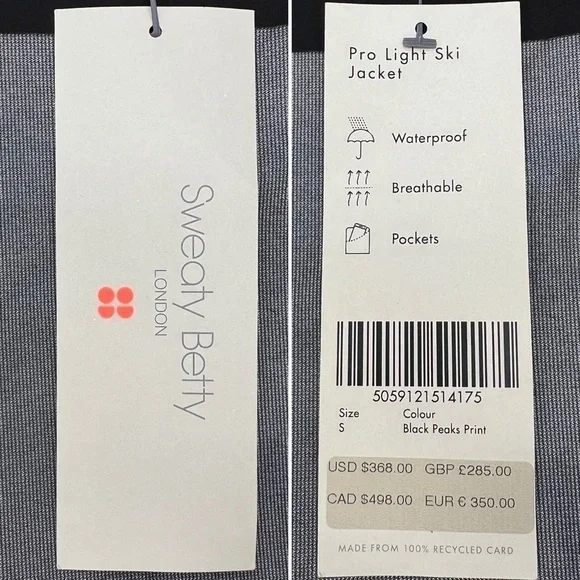 Sweaty Betty
LONDON
Pro Light Ski
Jacket
Waterproof
Breathable
Pockets
5059121514175
Size Colour
S Black Peaks Print
USD $368.00 GBP £285.00
CAD $498.00 EUR € 350.00
MADE FROM 100% RECYCLED CARD